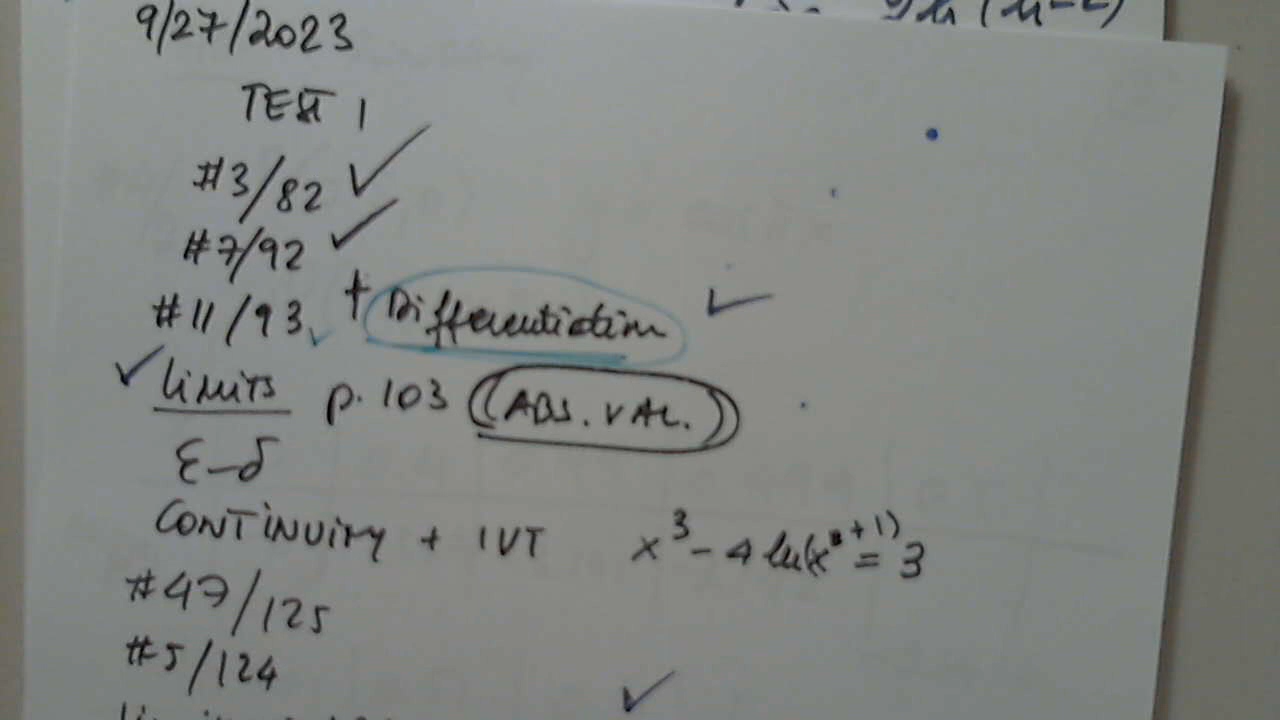 9/27/2023
TEST 1
#3/82 ✓
#7/92 ✓
#11/93 + Differentiation ✓
✓ Limits p. 103 (ABS. VAL.)
ε-δ
CONTINUITY + IVT x³ - 4 ln(x + 1) = 3
#47/125
#5/124